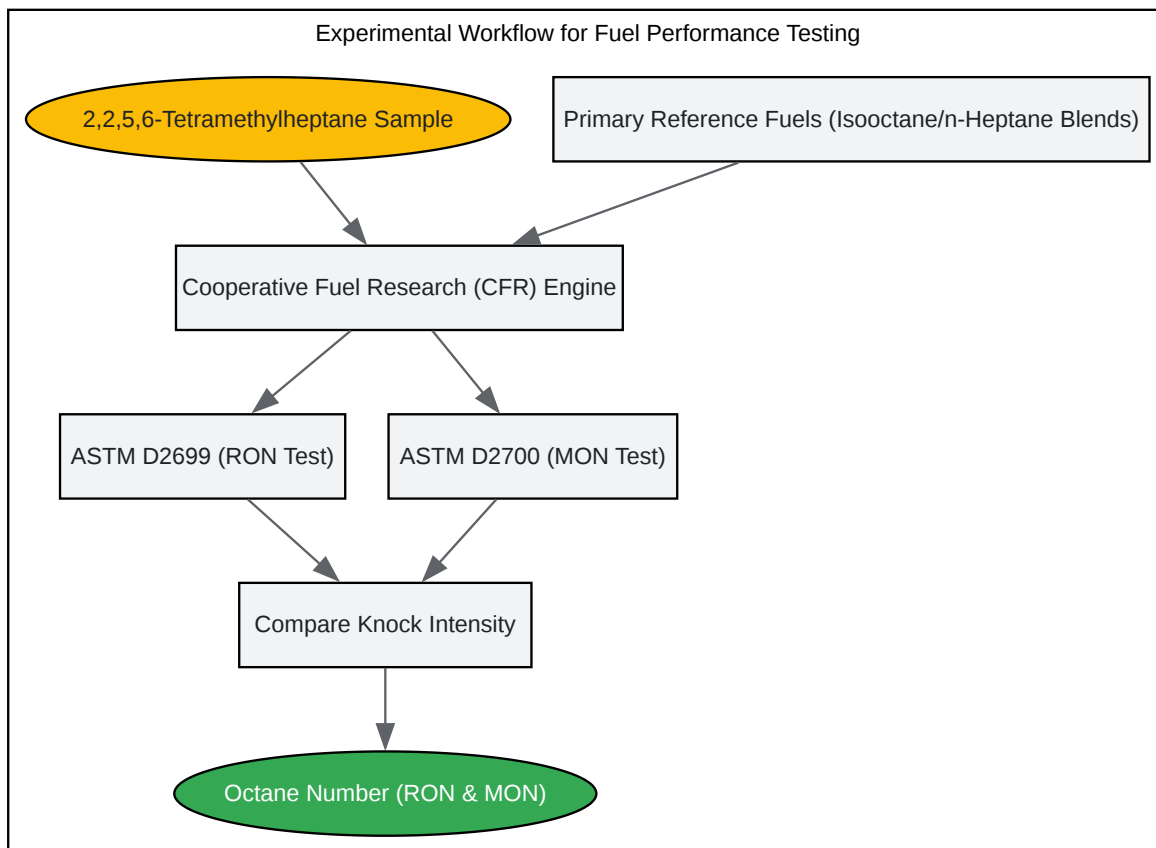 Experimental Workflow for Fuel Performance Testing
2,2,5,6-Tetramethylheptane Sample
Primary Reference Fuels (Isooctane/n-Heptane Blends)
Cooperative Fuel Research (CFR) Engine
ASTM D2699 (RON Test)
ASTM D2700 (MON Test)
Compare Knock Intensity
Octane Number (RON & MON)